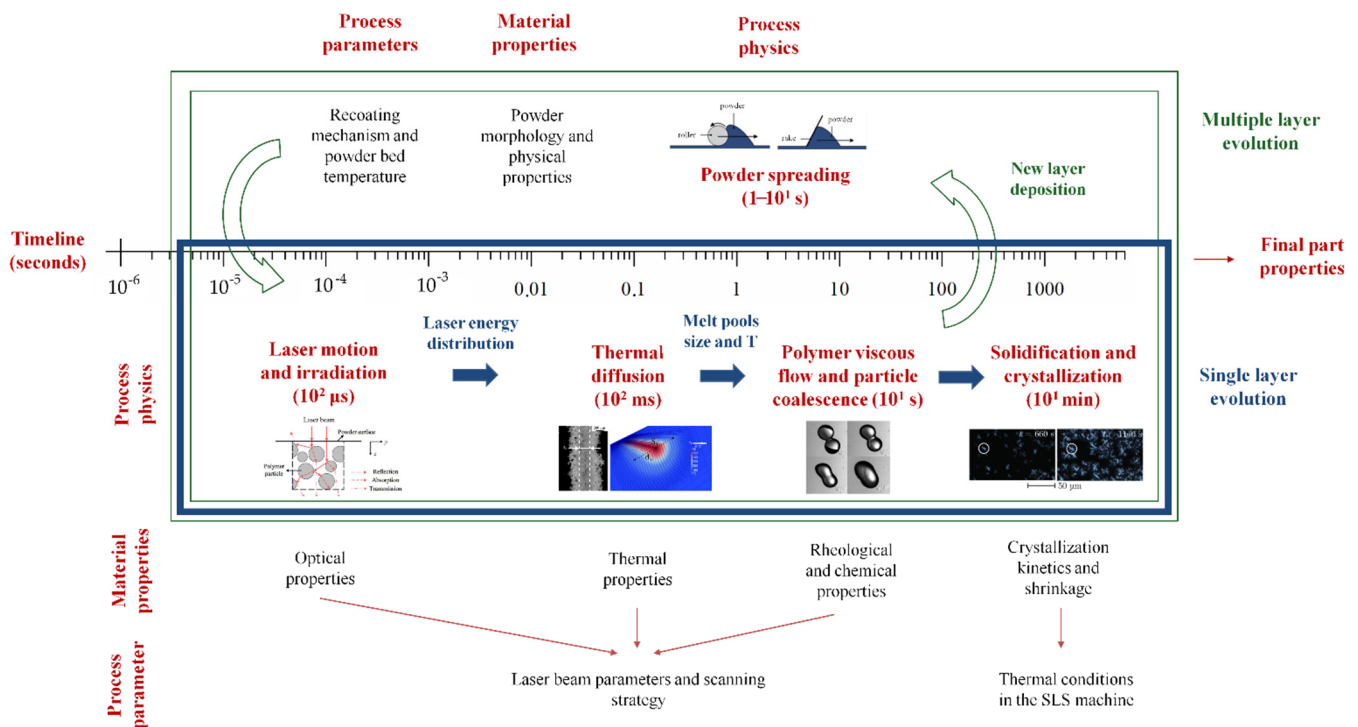 Process
parameters
Material
properties
Process
physics
Recoating
mechanism and
powder bed
temperature
Powder
morphology and
physical
properties
powder
roller
powder
rake
Powder spreading
(1–10¹ s)
New layer
deposition
Multiple layer
evolution
Timeline
(seconds)
10⁻⁶
10⁻⁵
10⁻⁴
10⁻³
0.01
0.1
1
10
100
1000
Final part
properties
Process
physics
Laser motion
and irradiation
(10² µs)
Laser energy
distribution
Thermal
diffusion
(10² ms)
Melt pools
size and T
Polymer viscous
flow and particle
coalescence (10¹ s)
Solidification and
crystallization
(10¹ min)
Single layer
evolution
Laser beam
Powder surface
Polymer
particle
Reflection
Absorption
Transmission
50 µm
Material
properties
Optical
properties
Thermal
properties
Rheological
and chemical
properties
Crystallization
kinetics and
shrinkage
Process
parameter
Laser beam parameters and scanning
strategy
Thermal conditions
in the SLS machine